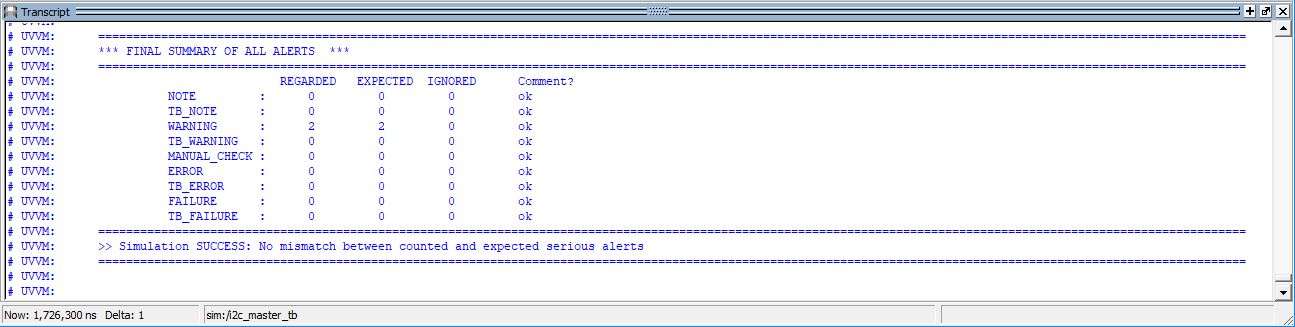 Transcript
# UVVM:
# UVVM: ====================================================================================================================================================================
# UVVM: *** FINAL SUMMARY OF ALL ALERTS ***
# UVVM: ====================================================================================================================================================================
# UVVM: REGARDED EXPECTED IGNORED Comment?
# UVVM: NOTE : 0 0 0 ok
# UVVM: TB_NOTE : 0 0 0 ok
# UVVM: WARNING : 2 2 0 ok
# UVVM: TB_WARNING : 0 0 0 ok
# UVVM: MANUAL_CHECK : 0 0 0 ok
# UVVM: ERROR : 0 0 0 ok
# UVVM: TB_ERROR : 0 0 0 ok
# UVVM: FAILURE : 0 0 0 ok
# UVVM: TB_FAILURE : 0 0 0 ok
# UVVM: ====================================================================================================================================================================
# UVVM: >> Simulation SUCCESS: No mismatch between counted and expected serious alerts
# UVVM: ====================================================================================================================================================================
# UVVM:
# UVVM:
Now: 1,726,300 ns Delta: 1 sim:/i2c_master_tb